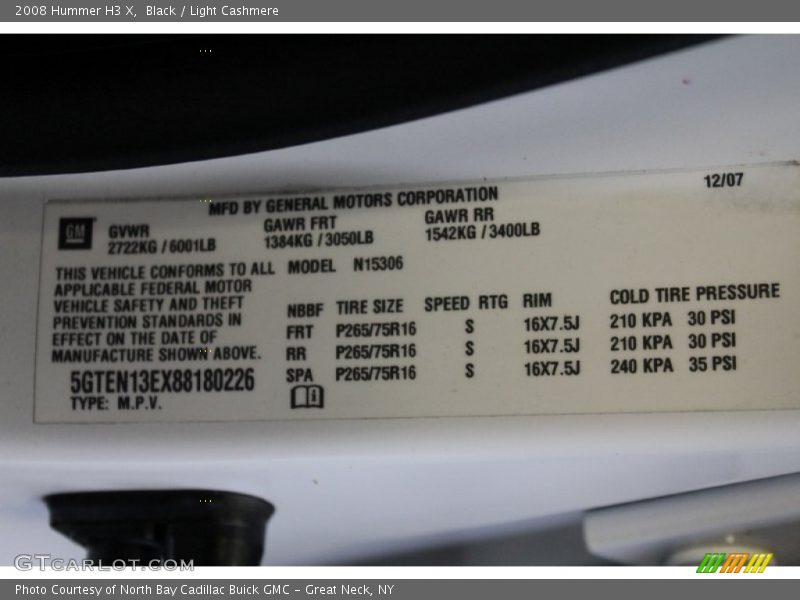 2008 Hummer H3 X,  Black / Light Cashmere
12/07
MFD BY GENERAL MOTORS CORPORATION
GM
GVWR GAWR FRT GAWR RR
2722KG / 6001LB 1384KG / 3050LB 1542KG / 3400LB
THIS VEHICLE CONFORMS TO ALL MODEL N15306
APPLICABLE FEDERAL MOTOR
VEHICLE SAFETY AND THEFT
PREVENTION STANDARDS IN
EFFECT ON THE DATE OF
MANUFACTURE SHOWN ABOVE.
NBBF TIRE SIZE SPEED RTG RIM COLD TIRE PRESSURE
FRT P265/75R16 S 16X7.5J 210 KPA 30 PSI
RR P265/75R16 S 16X7.5J 210 KPA 30 PSI
SPA P265/75R16 S 16X7.5J 240 KPA 35 PSI
5GTEN13EX88180226
TYPE: M.P.V.
GTCARLOT.COM
Photo Courtesy of North Bay Cadillac Buick GMC - Great Neck, NY